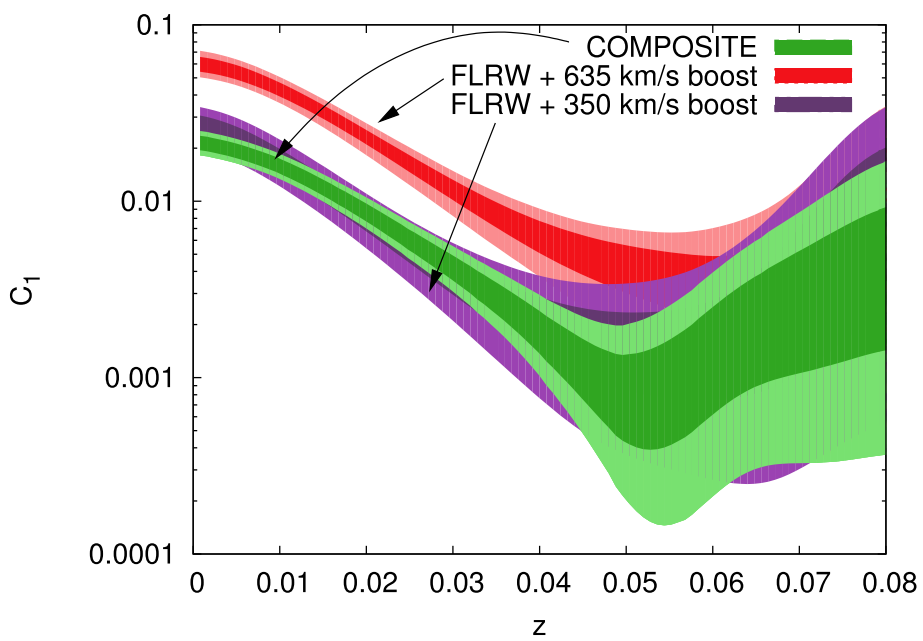 0.1
COMPOSITE
FLRW + 635 km/s boost
FLRW + 350 km/s boost
0.01
C1
0.001
0.0001
0 0.01 0.02 0.03 0.04 0.05 0.06 0.07 0.08
z